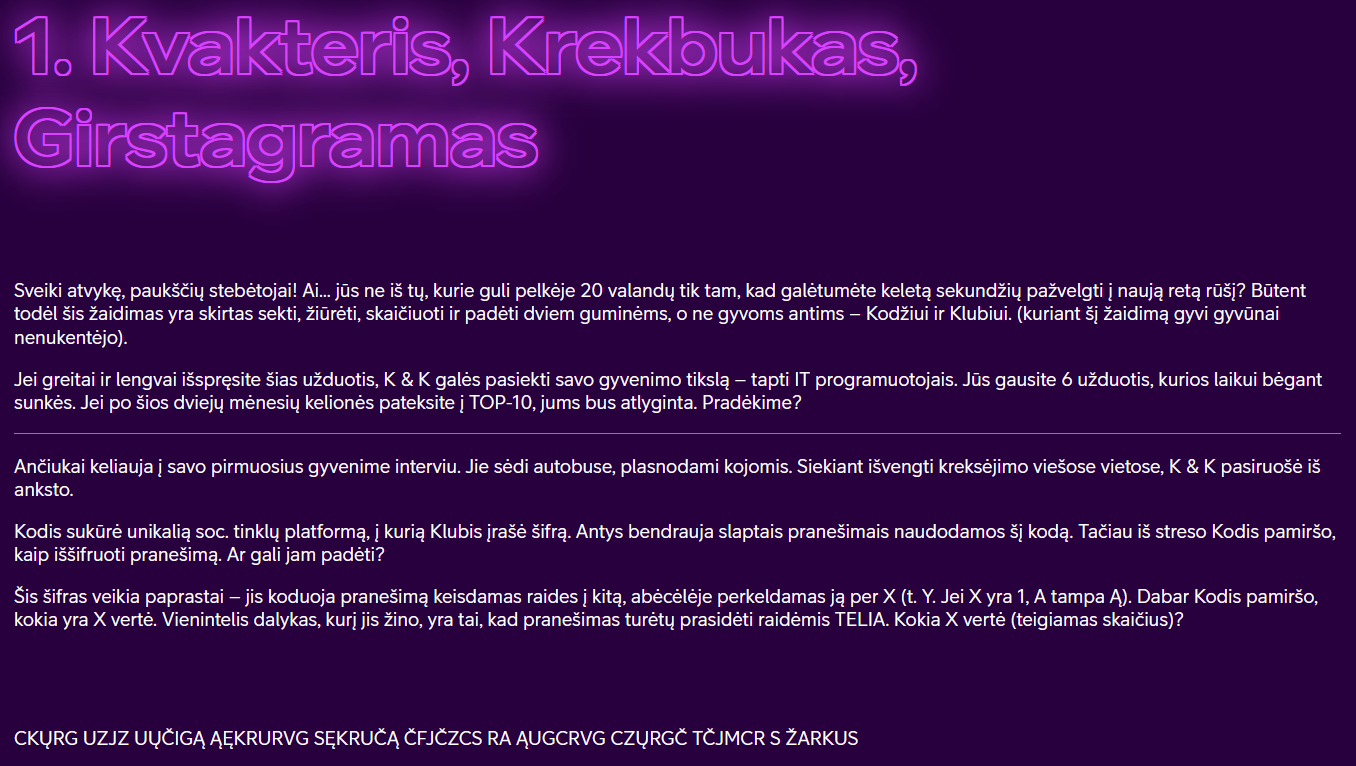 1. Kvakteris, Krekbukas,
Girstagramas
Sveiki atvykę, paukščių stebėtojai! Ai... jūs ne iš tų, kurie guli pelkėje 20 valandų tik tam, kad galėtumėte keletą sekundžių pažvelgti į naują retą rūšį? Būtent
todėl šis žaidimas yra skirtas sekti, žiūrėti, skaičiuoti ir padėti dviem guminėms, o ne gyvoms antims – Kodžiui ir Klubiui. (kuriant šį žaidimą gyvi gyvūnai
nenukentėjo).
Jei greitai ir lengvai išspręsite šias užduotis, K & K galės pasiekti savo gyvenimo tikslą – tapti IT programuotojais. Jūs gausite 6 užduotis, kurios laikui bėgant
sunkės. Jei po šios dviejų mėnesių kelionės pateksite į TOP-10, jums bus atlyginta. Pradėkime?
Ančiukai keliauja į savo pirmuosius gyvenime interviu. Jie sėdi autobuse, plasnodami kojomis. Siekiant išvengti kreksėjimo viešose vietose, K & K pasiruošė iš
anksto.
Kodis sukūrė unikalią soc. tinklų platformą, į kurią Klubis įrašė šifrą. Antys bendrauja slaptais pranešimais naudodamos šį kodą. Tačiau iš streso Kodis pamiršo,
kaip iššifruoti pranešimą. Ar gali jam padėti?
Šis šifras veikia paprastai – jis koduoja pranešimą keisdamas raides į kitą, abėcėlėje perkeldamas ją per X (t. Y. Jei X yra 1, A tampa Ą). Dabar Kodis pamiršo,
kokia yra X vertė. Vienintelis dalykas, kurį jis žino, yra tai, kad pranešimas turėtų prasidėti raidėmis TELIA. Kokia X vertė (teigiamas skaičius)?
CKŲRG UZJZ UŲČIGĄ ĄĘKRURVG SĘKRUČĄ ČFJČZCS RA ĄUGCRVG CZŲRGČ TČJMCR S ŽARKUS